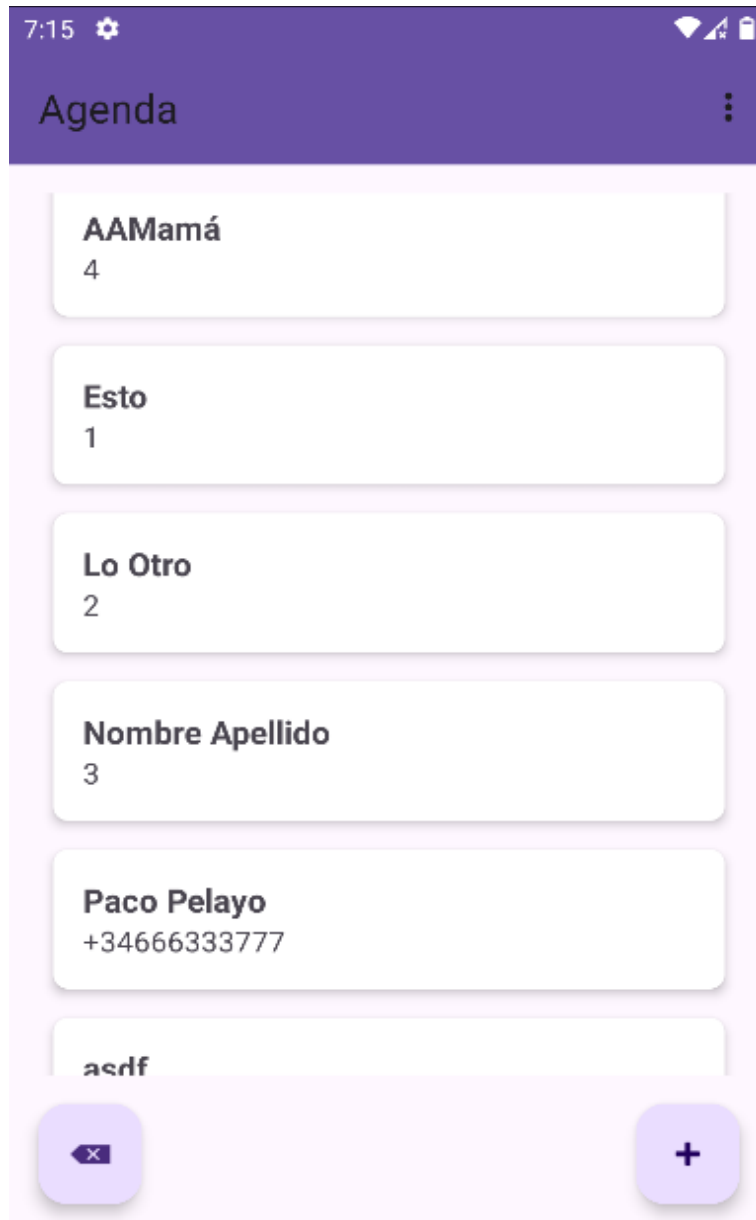 7:15
Agenda
AAMamá
4
Esto
1
Lo Otro
2
Nombre Apellido
3
Paco Pelayo
+34666333777
asdf